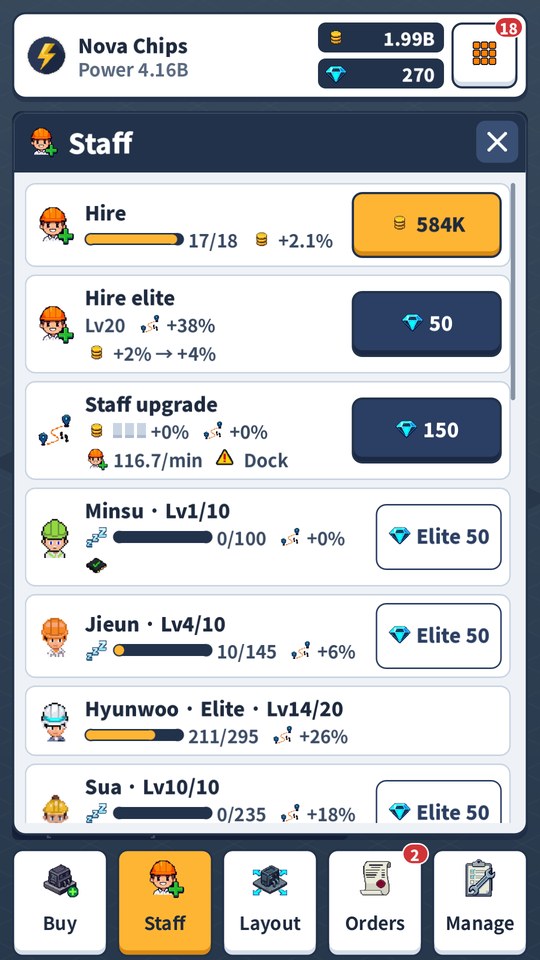 Nova Chips
Power 4.16B
1.99B
270
18
Staff
Hire
17/18 +2.1%
584K
Hire elite
Lv20 +38%
+2% → +4%
50
Staff upgrade
+0% +0%
116.7/min Dock
150
Minsu · Lv1/10
0/100 +0%
Elite 50
Jieun · Lv4/10
10/145 +6%
Elite 50
Hyunwoo · Elite · Lv14/20
211/295 +26%
Sua · Lv10/10
0/235 +18%
Elite 50
Buy
Staff
Layout
2
Orders
Manage